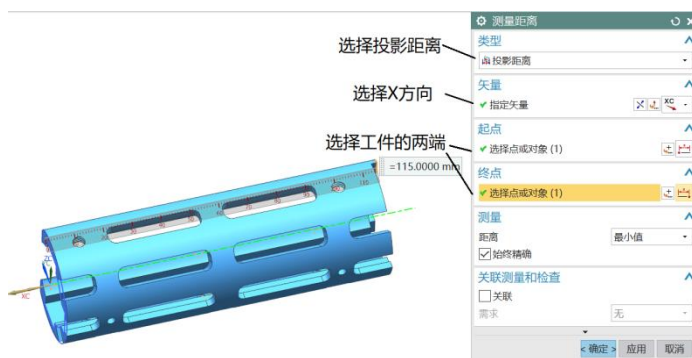 测量距离
类型
选择投影距离
投影距离
矢量
选择X方向
指定矢量
XC
起点
选择工件的两端
选择点或对象 (1)
终点
选择点或对象 (1)
=115.0000 mm
测量
距离
最小值
始终精确
关联测量和检查
关联
需求
无
<确定>
应用
取消
ZC
XC